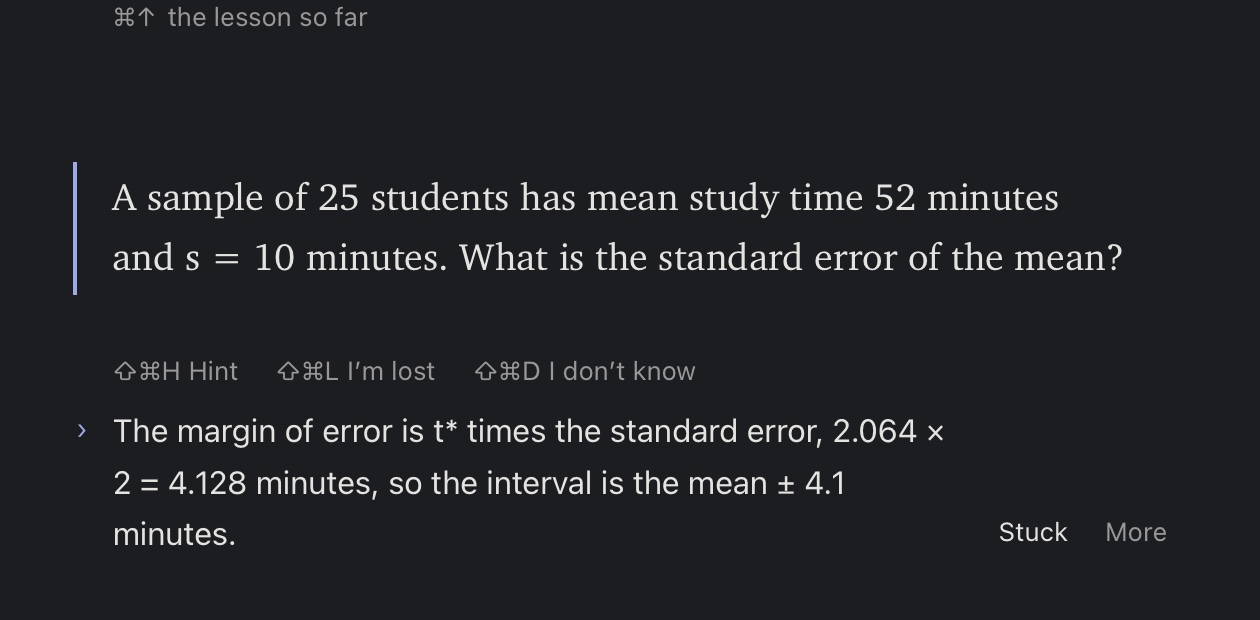 ⌘↑ the lesson so far
A sample of 25 students has mean study time 52 minutes
and s = 10 minutes. What is the standard error of the mean?
⇧⌘H Hint ⇧⌘L I’m lost ⇧⌘D I don’t know
› The margin of error is t* times the standard error, 2.064 ×
2 = 4.128 minutes, so the interval is the mean ± 4.1
minutes.
Stuck More